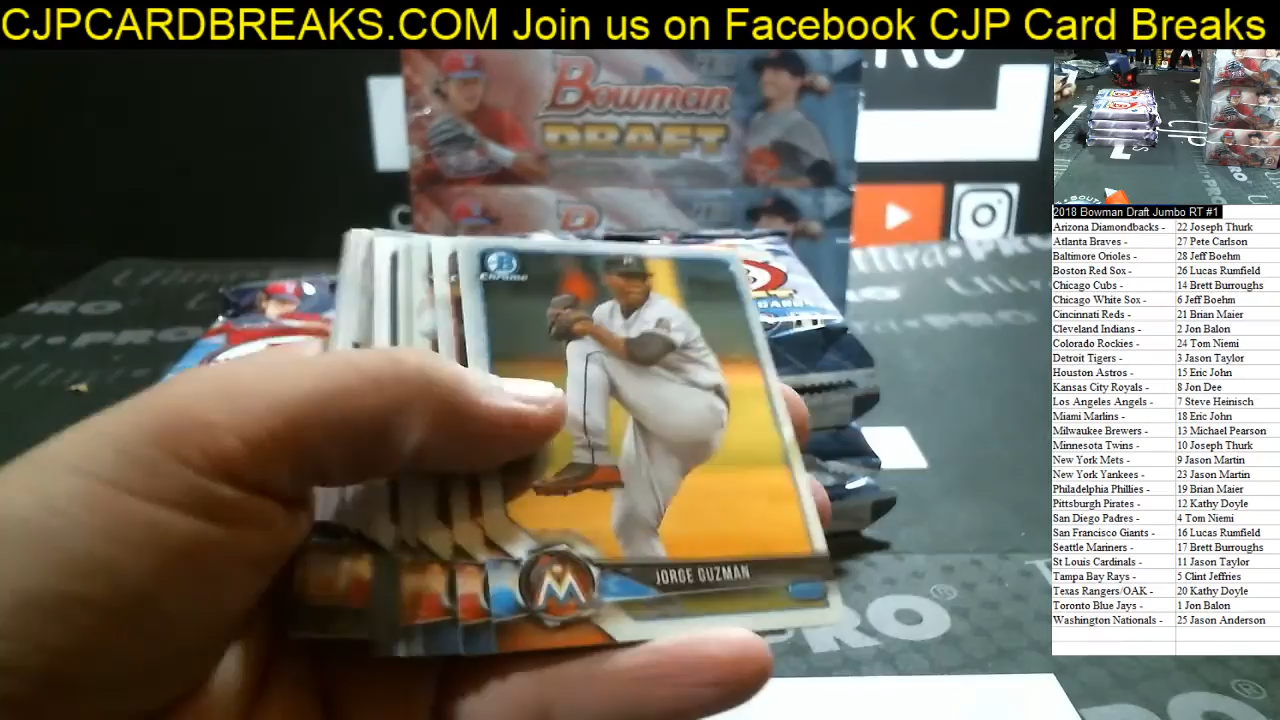 CJPCARDBREAKS.COM Join us on Facebook CJP Card Breaks
Bowman
DRAFT
Chrome
JORGE GUZMAN
PRO
2018 Bowman Draft Jumbo RT #1
Arizona Diamondbacks - 22 Joseph Thurk
Atlanta Braves - 27 Pete Carlson
Baltimore Orioles - 28 Jeff Boehm
Boston Red Sox - 26 Lucas Rumfield
Chicago Cubs - 14 Brett Burroughs
Chicago White Sox - 6 Jeff Boehm
Cincinnati Reds - 21 Brian Maier
Cleveland Indians - 2 Jon Balon
Colorado Rockies - 24 Tom Niemi
Detroit Tigers - 3 Jason Taylor
Houston Astros - 15 Eric John
Kansas City Royals - 8 Jon Dee
Los Angeles Angels - 7 Steve Heinisch
Miami Marlins - 18 Eric John
Milwaukee Brewers - 13 Michael Pearson
Minnesota Twins - 10 Joseph Thurk
New York Mets - 9 Jason Martin
New York Yankees - 23 Jason Martin
Philadelphia Phillies - 19 Brian Maier
Pittsburgh Pirates - 12 Kathy Doyle
San Diego Padres - 4 Tom Niemi
San Francisco Giants - 16 Lucas Rumfield
Seattle Mariners - 17 Brett Burroughs
St Louis Cardinals - 11 Jason Taylor
Tampa Bay Rays - 5 Clint Jeffries
Texas Rangers/OAK - 20 Kathy Doyle
Toronto Blue Jays - 1 Jon Balon
Washington Nationals - 25 Jason Anderson